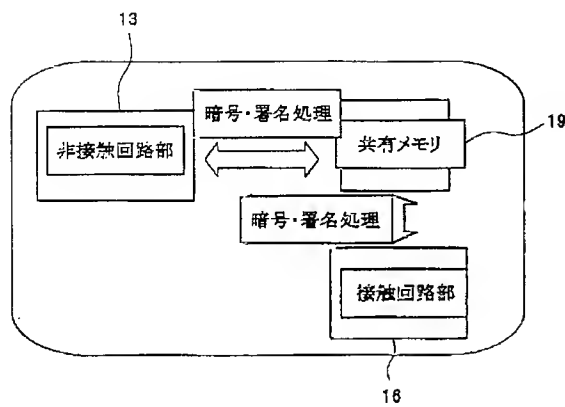 13
暗号・署名処理
非接触回路部
共有メモリ
19
暗号・署名処理
接触回路部
16